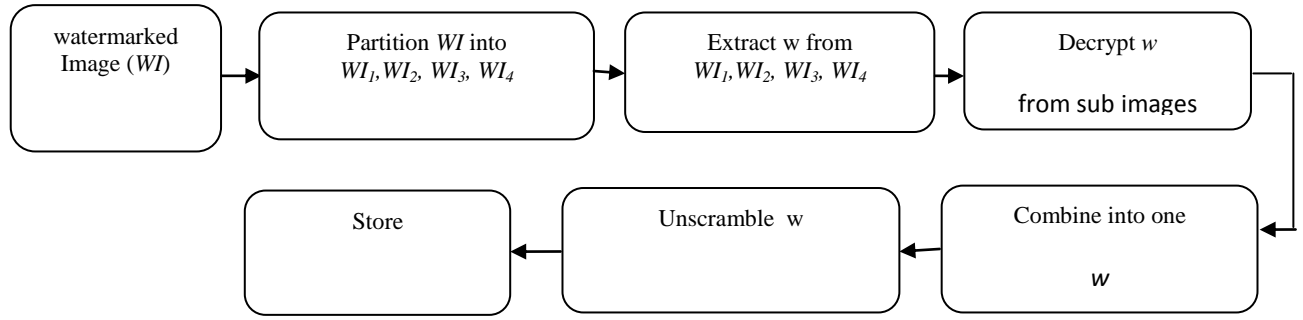 watermarked
Image (WI)
Partition WI into
WI1,WI2, WI3, WI4
Extract w from
WI1,WI2, WI3, WI4
Decrypt w
from sub images
Combine into one
w
Unscramble w
Store